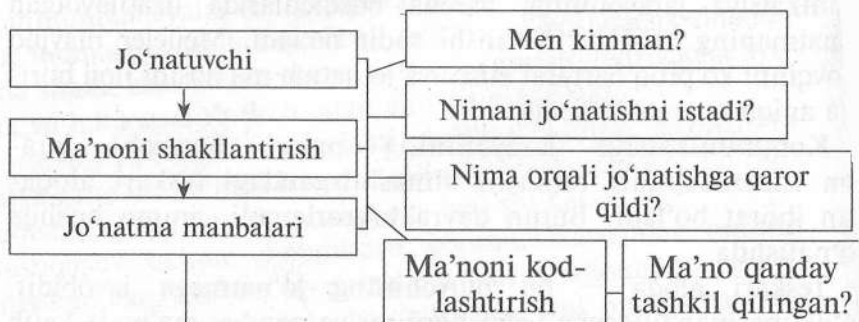 Jo‘natuvchi
Men kimman?
Nimani jo‘natishni istadi?
Ma’noni shakllantirish
Nima orqali jo‘natishga qaror
qildi?
Jo‘natma manbalari
Ma’noni kod-
lashtirish
Ma’no qanday
tashkil qilingan?